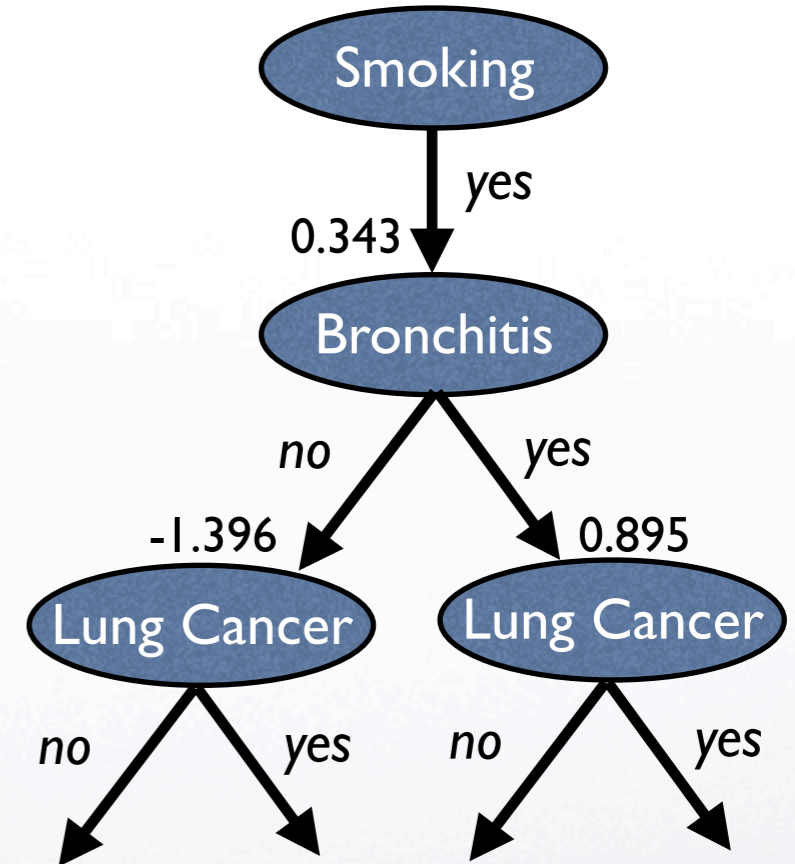 Smoking
yes
0.343
Bronchitis
no
yes
-1.396
0.895
Lung Cancer
Lung Cancer
no
yes
no
yes